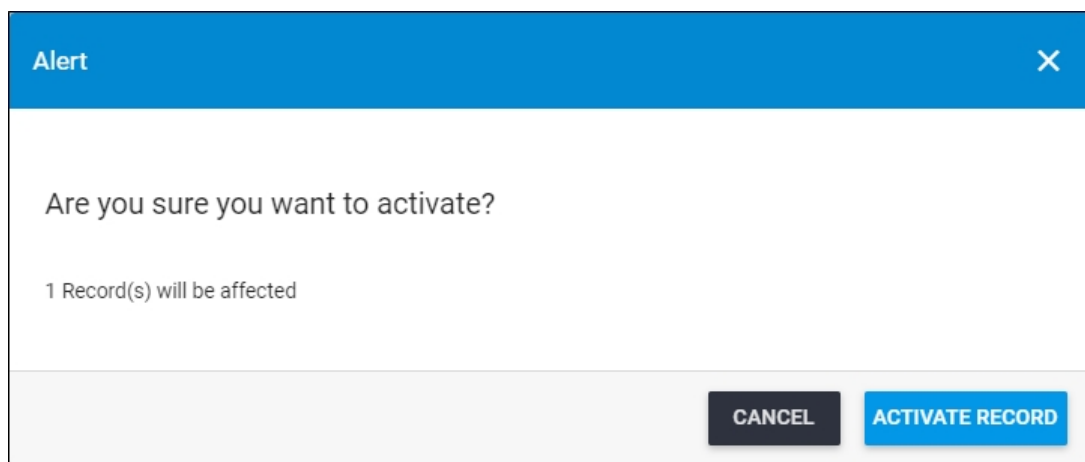 Alert
Are you sure you want to activate?
1 Record(s) will be affected
CANCEL ACTIVATE RECORD